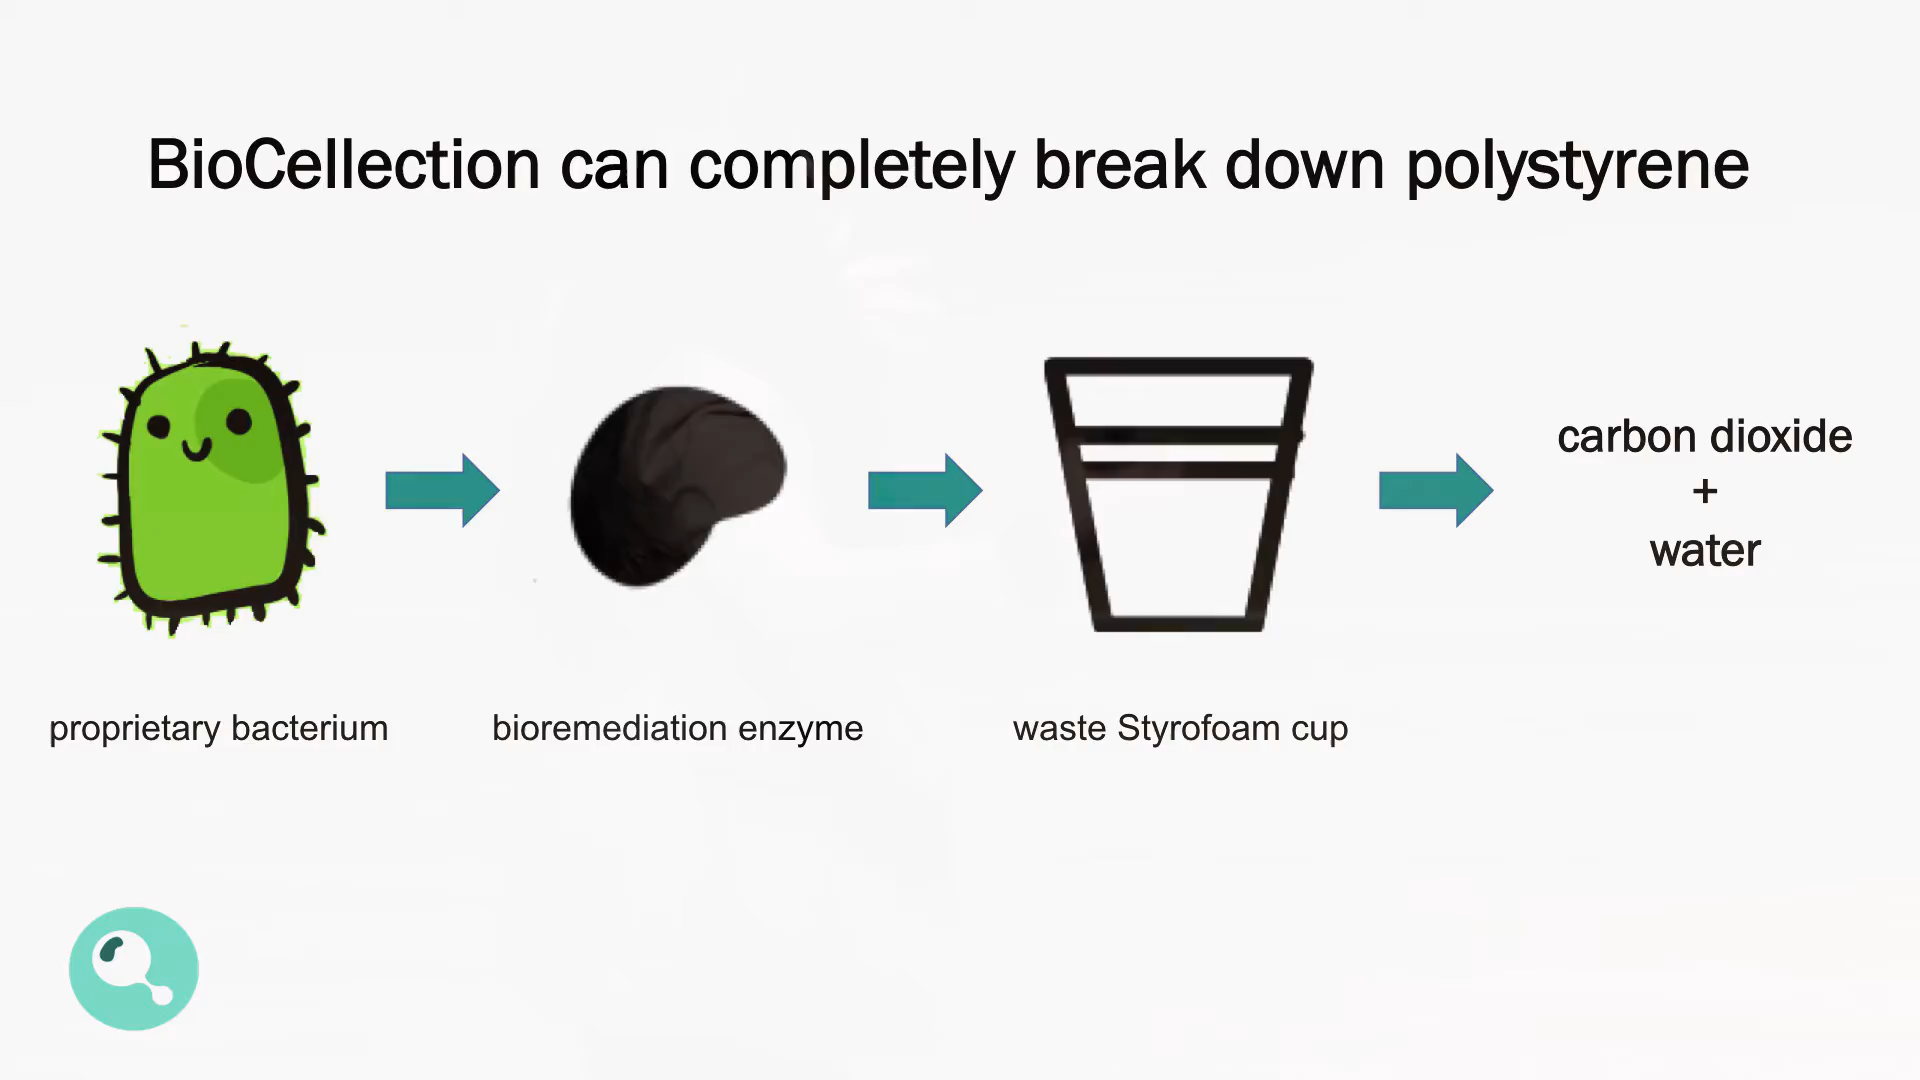 BioCellection can completely break down polystyrene
carbon dioxide
+
water
proprietary bacterium
bioremediation enzyme
waste Styrofoam cup